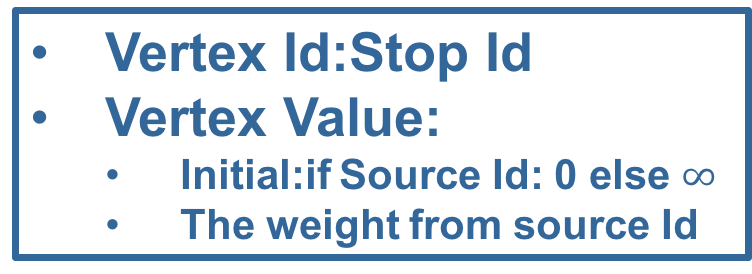 • Vertex Id:Stop Id
• Vertex Value:
• Initial:if Source Id: 0 else ∞
• The weight from source Id